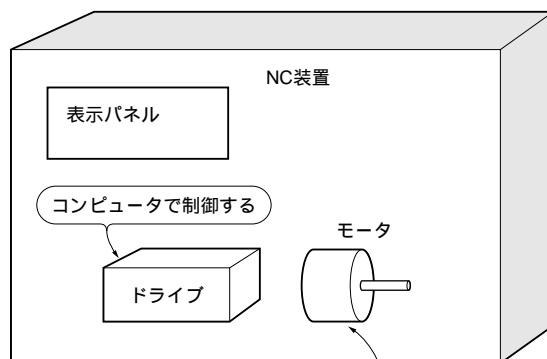 NC装置
表示パネル
コンピュータで制御する
モータ
ドライブ